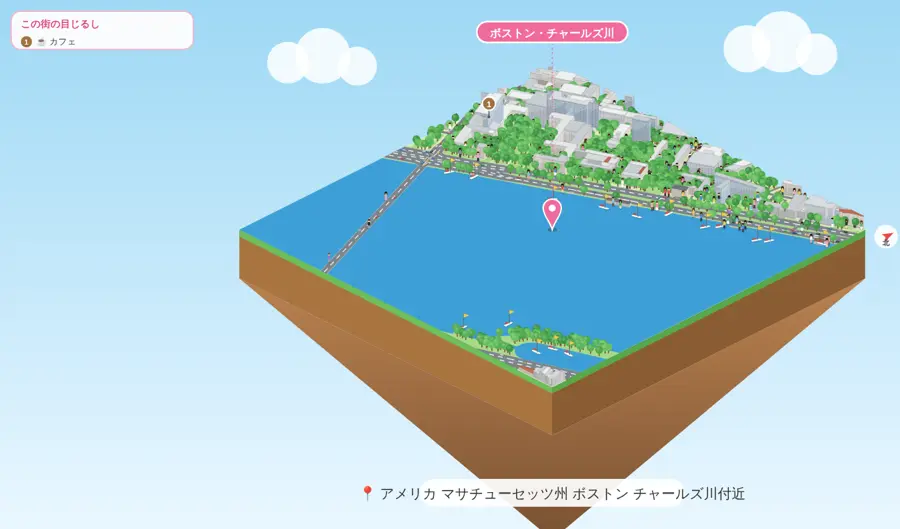 この街の目じるし
1 ☕ カフェ
ボストン・チャールズ川
1
📍 アメリカ マサチューセッツ州 ボストン チャールズ川付近